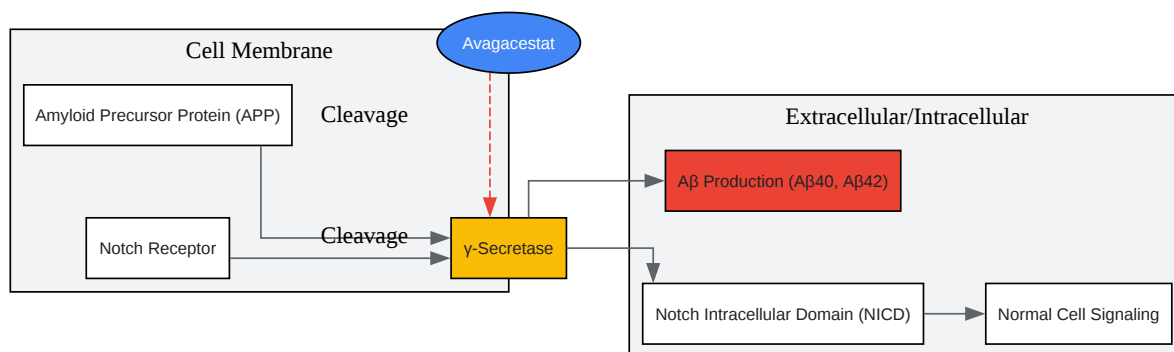 Cell Membrane
Avagacestat
Amyloid Precursor Protein (APP)
Cleavage
Extracellular/Intracellular
Aβ Production (Aβ40, Aβ42)
Notch Receptor
Cleavage
γ-Secretase
Notch Intracellular Domain (NICD)
Normal Cell Signaling